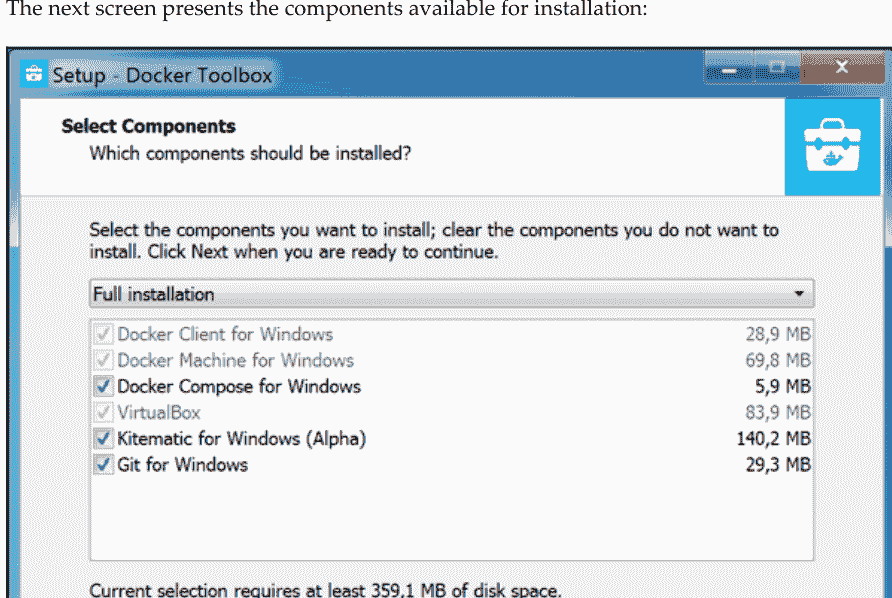 The next screen presents the components available for installation:
Setup - Docker Toolbox
Select Components
Which components should be installed?
Select the components you want to install; clear the components you do not want to
install. Click Next when you are ready to continue.
Full installation
Docker Client for Windows 28,9 MB
Docker Machine for Windows 69,8 MB
Docker Compose for Windows 5,9 MB
VirtualBox 83,9 MB
Kitematic for Windows (Alpha) 140,2 MB
Git for Windows 29,3 MB
Current selection requires at least 359,1 MB of disk space.